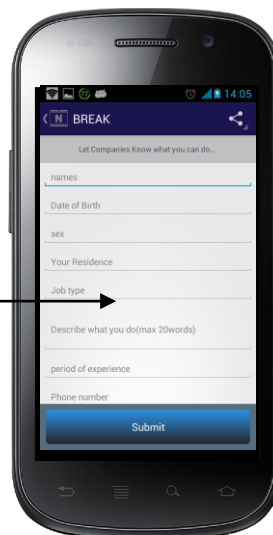 14:05
N BREAK
Let Companies Know what you can do...
names
Date of Birth
sex
Your Residence
Job type
Describe what you do(max 20words)
period of experience
Phone number
Submit